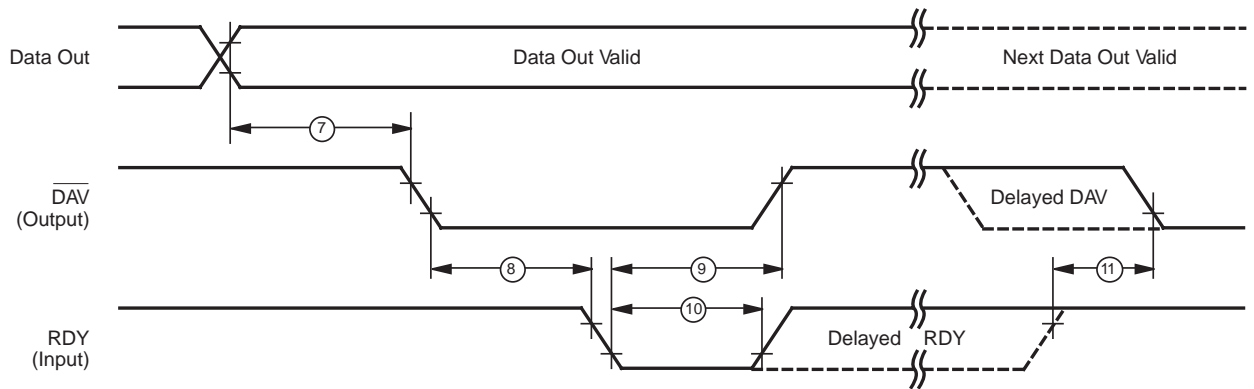 Data Out
Data Out Valid
Next Data Out Valid
7
DAV
(Output)
Delayed DAV
8
9
11
10
RDY
(Input)
Delayed RDY